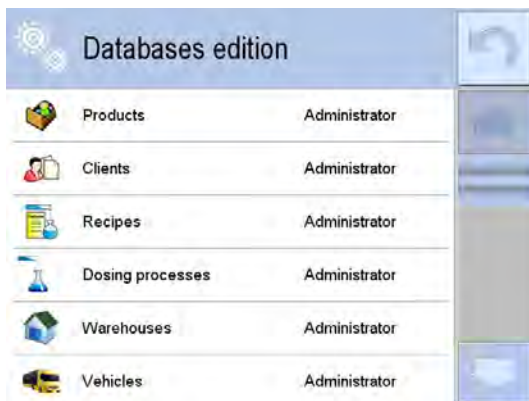 Databases edition
Products Administrator
Clients Administrator
Recipes Administrator
Dosing processes Administrator
Warehouses Administrator
Vehicles Administrator